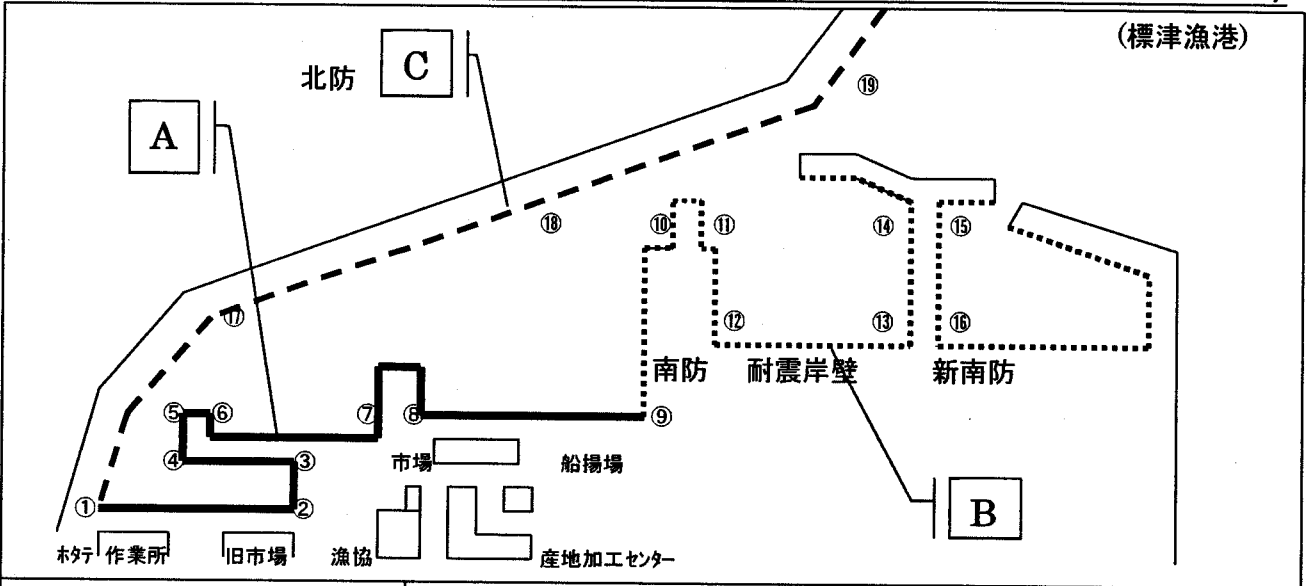 (標津漁港)
北防
C
A
⑲
⑱
⑩
⑪
⑭
⑮
⑰
⑫
⑬
⑯
南防
耐震岸壁
新南防
⑤
⑥
⑦
⑧
⑨
④
③
市場
船揚場
①
②
B
ホタテ 作業所
旧市場
漁協
産地加工センター